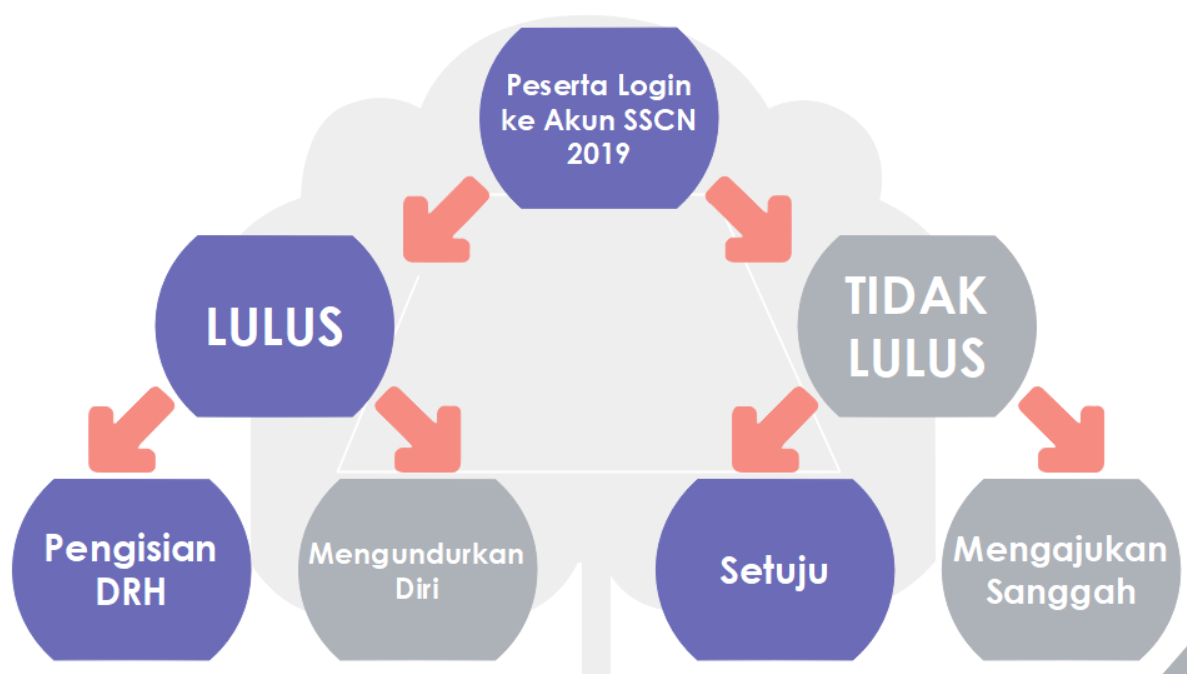 Peserta Login
ke Akun SSCN
2019
LULUS
TIDAK
LULUS
Pengisian
DRH
Mengundurkan
Diri
Setuju
Mengajukan
Sanggah